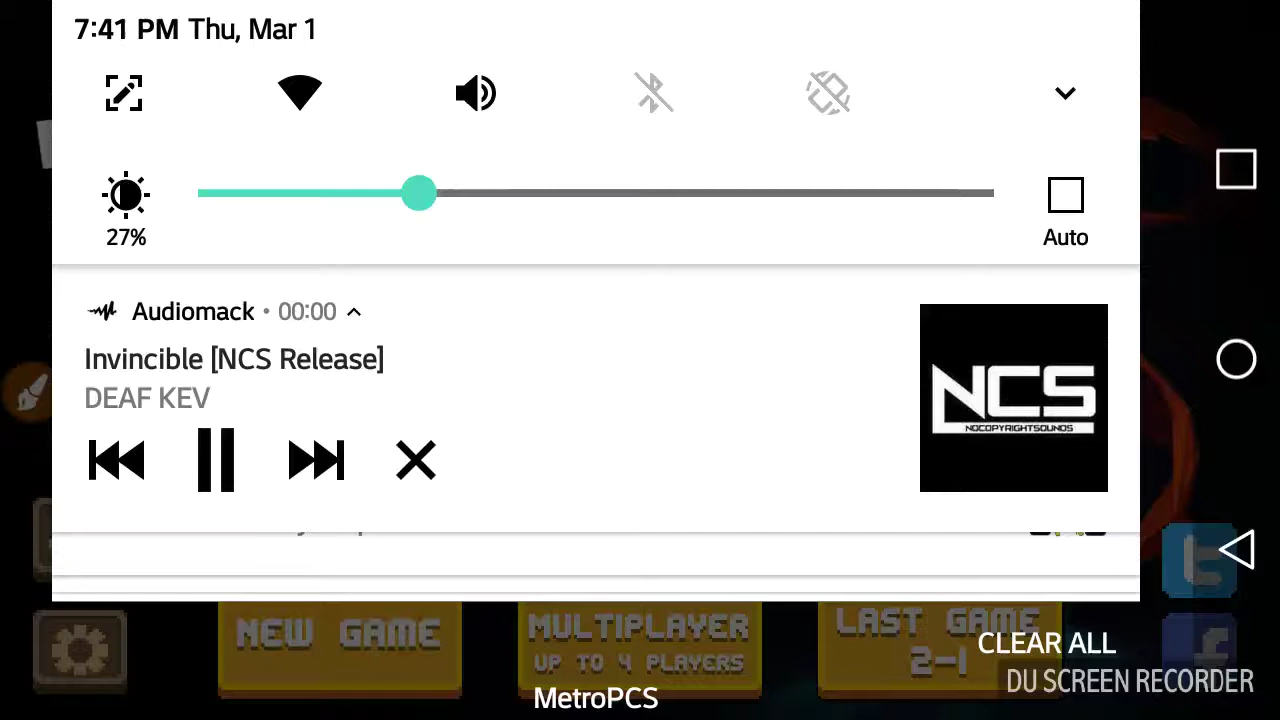 7:41 PM Thu, Mar 1
27%
Auto
Audiomack • 00:00
Invincible [NCS Release]
DEAF KEV
NCS
NOCOPYRIGHTSOUNDS
NEW GAME
MULTIPLAYER
UP TO 4 PLAYERS
LAST GAME
2-1
CLEAR ALL
DU SCREEN RECORDER
MetroPCS